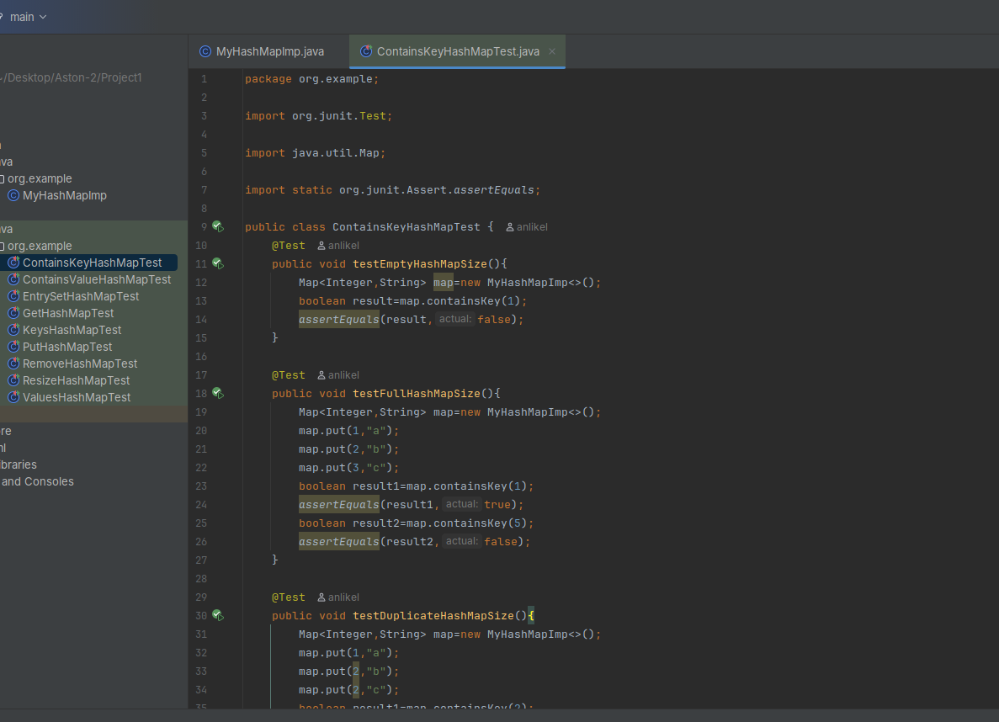 main
~/Desktop/Aston-2/Project1
org.example
MyHashMapImp
org.example
ContainsKeyHashMapTest
ContainsValueHashMapTest
EntrySetHashMapTest
GetHashMapTest
KeysHashMapTest
PutHashMapTest
RemoveHashMapTest
ResizeHashMapTest
ValuesHashMapTest
and Consoles
MyHashMapImp.java
ContainsKeyHashMapTest.java
1 package org.example;
2
3 import org.junit.Test;
4
5 import java.util.Map;
6
7 import static org.junit.Assert.assertEquals;
8
9 public class ContainsKeyHashMapTest { anlikel
10 @Test anlikel
11 public void testEmptyHashMapSize(){
12 Map<Integer,String> map=new MyHashMapImp<>();
13 boolean result=map.containsKey(1);
14 assertEquals(result, actual: false);
15 }
16
17 @Test anlikel
18 public void testFullHashMapSize(){
19 Map<Integer,String> map=new MyHashMapImp<>();
20 map.put(1,"a");
21 map.put(2,"b");
22 map.put(3,"c");
23 boolean result1=map.containsKey(1);
24 assertEquals(result1, actual: true);
25 boolean result2=map.containsKey(5);
26 assertEquals(result2, actual: false);
27 }
28
29 @Test anlikel
30 public void testDuplicateHashMapSize(){
31 Map<Integer,String> map=new MyHashMapImp<>();
32 map.put(1,"a");
33 map.put(2,"b");
34 map.put(2,"c");
35 boolean result1=map.containsKey(2);